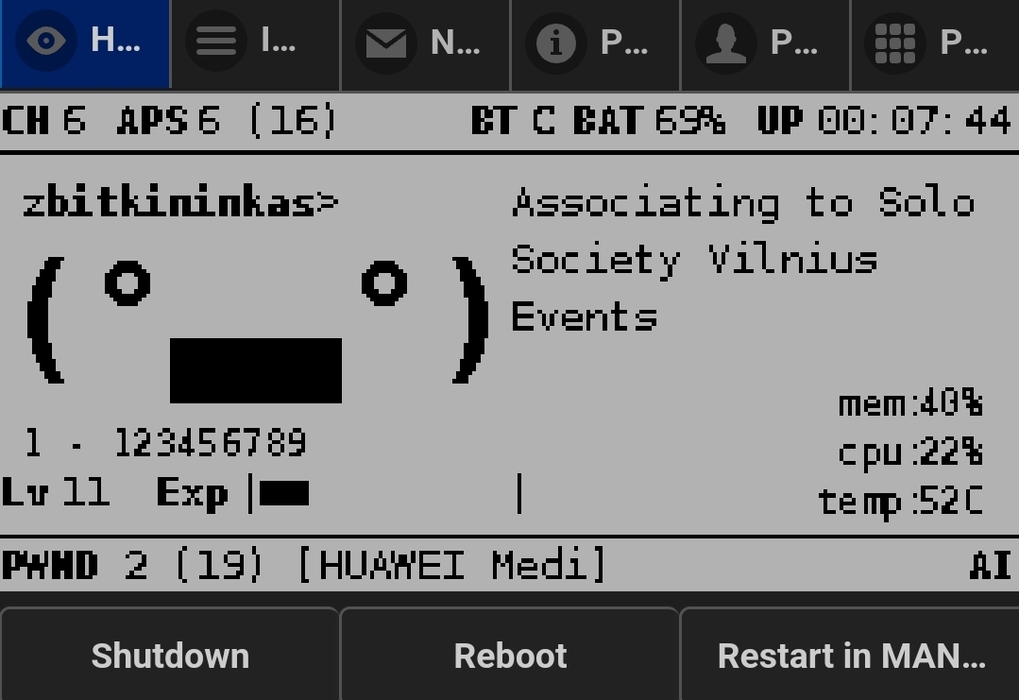 H... I... N... P... P... P...
CH 6 APS 6 (16) BT C BAT 69% UP 00:07:44
zbitkininkas>
Associating to Solo
Society Vilnius
Events
( ° ° )
mem:40%
1 - 123456789
cpu:22%
Lv 11 Exp | |
temp:52C
PWND 2 (19) [HUAWEI Medi] AI
Shutdown Reboot Restart in MAN...